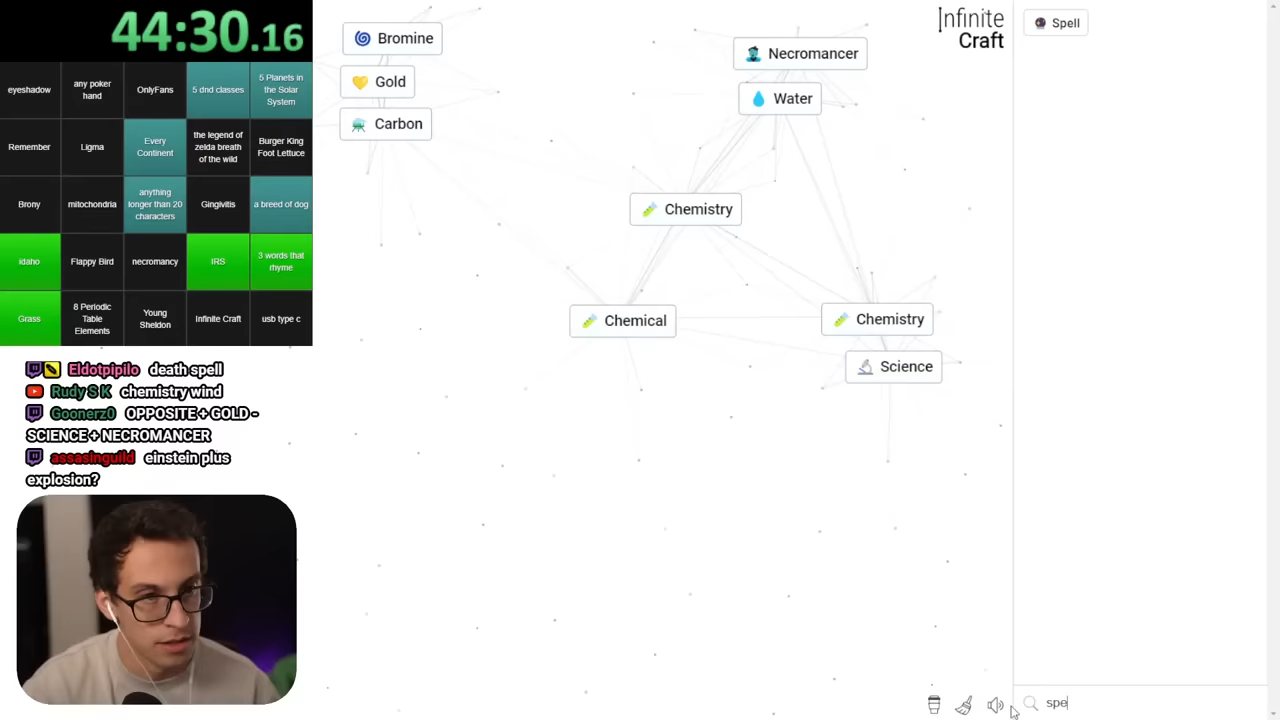 44:30.16
eyeshadow
any poker
hand
OnlyFans
5 dnd classes
5 Planets in
the Solar
System
Remember
Ligma
Every
Continent
the legend of
zelda breath
of the wild
Burger King
Foot Lettuce
Brony
mitochondria
anything
longer than 20
characters
Gingivitis
a breed of dog
idaho
Flappy Bird
necromancy
IRS
3 words that
rhyme
Grass
8 Periodic
Table
Elements
Young
Sheldon
Infinite Craft
usb type c
Eldotpipilo death spell
Rudy S K chemistry wind
Goonerz0 OPPOSITE + GOLD -
SCIENCE + NECROMANCER
assasinguild einstein plus
explosion?
Bromine
Gold
Carbon
Necromancer
Water
Chemistry
Chemical
Chemistry
Science
Infinite
Craft
Spell
spe